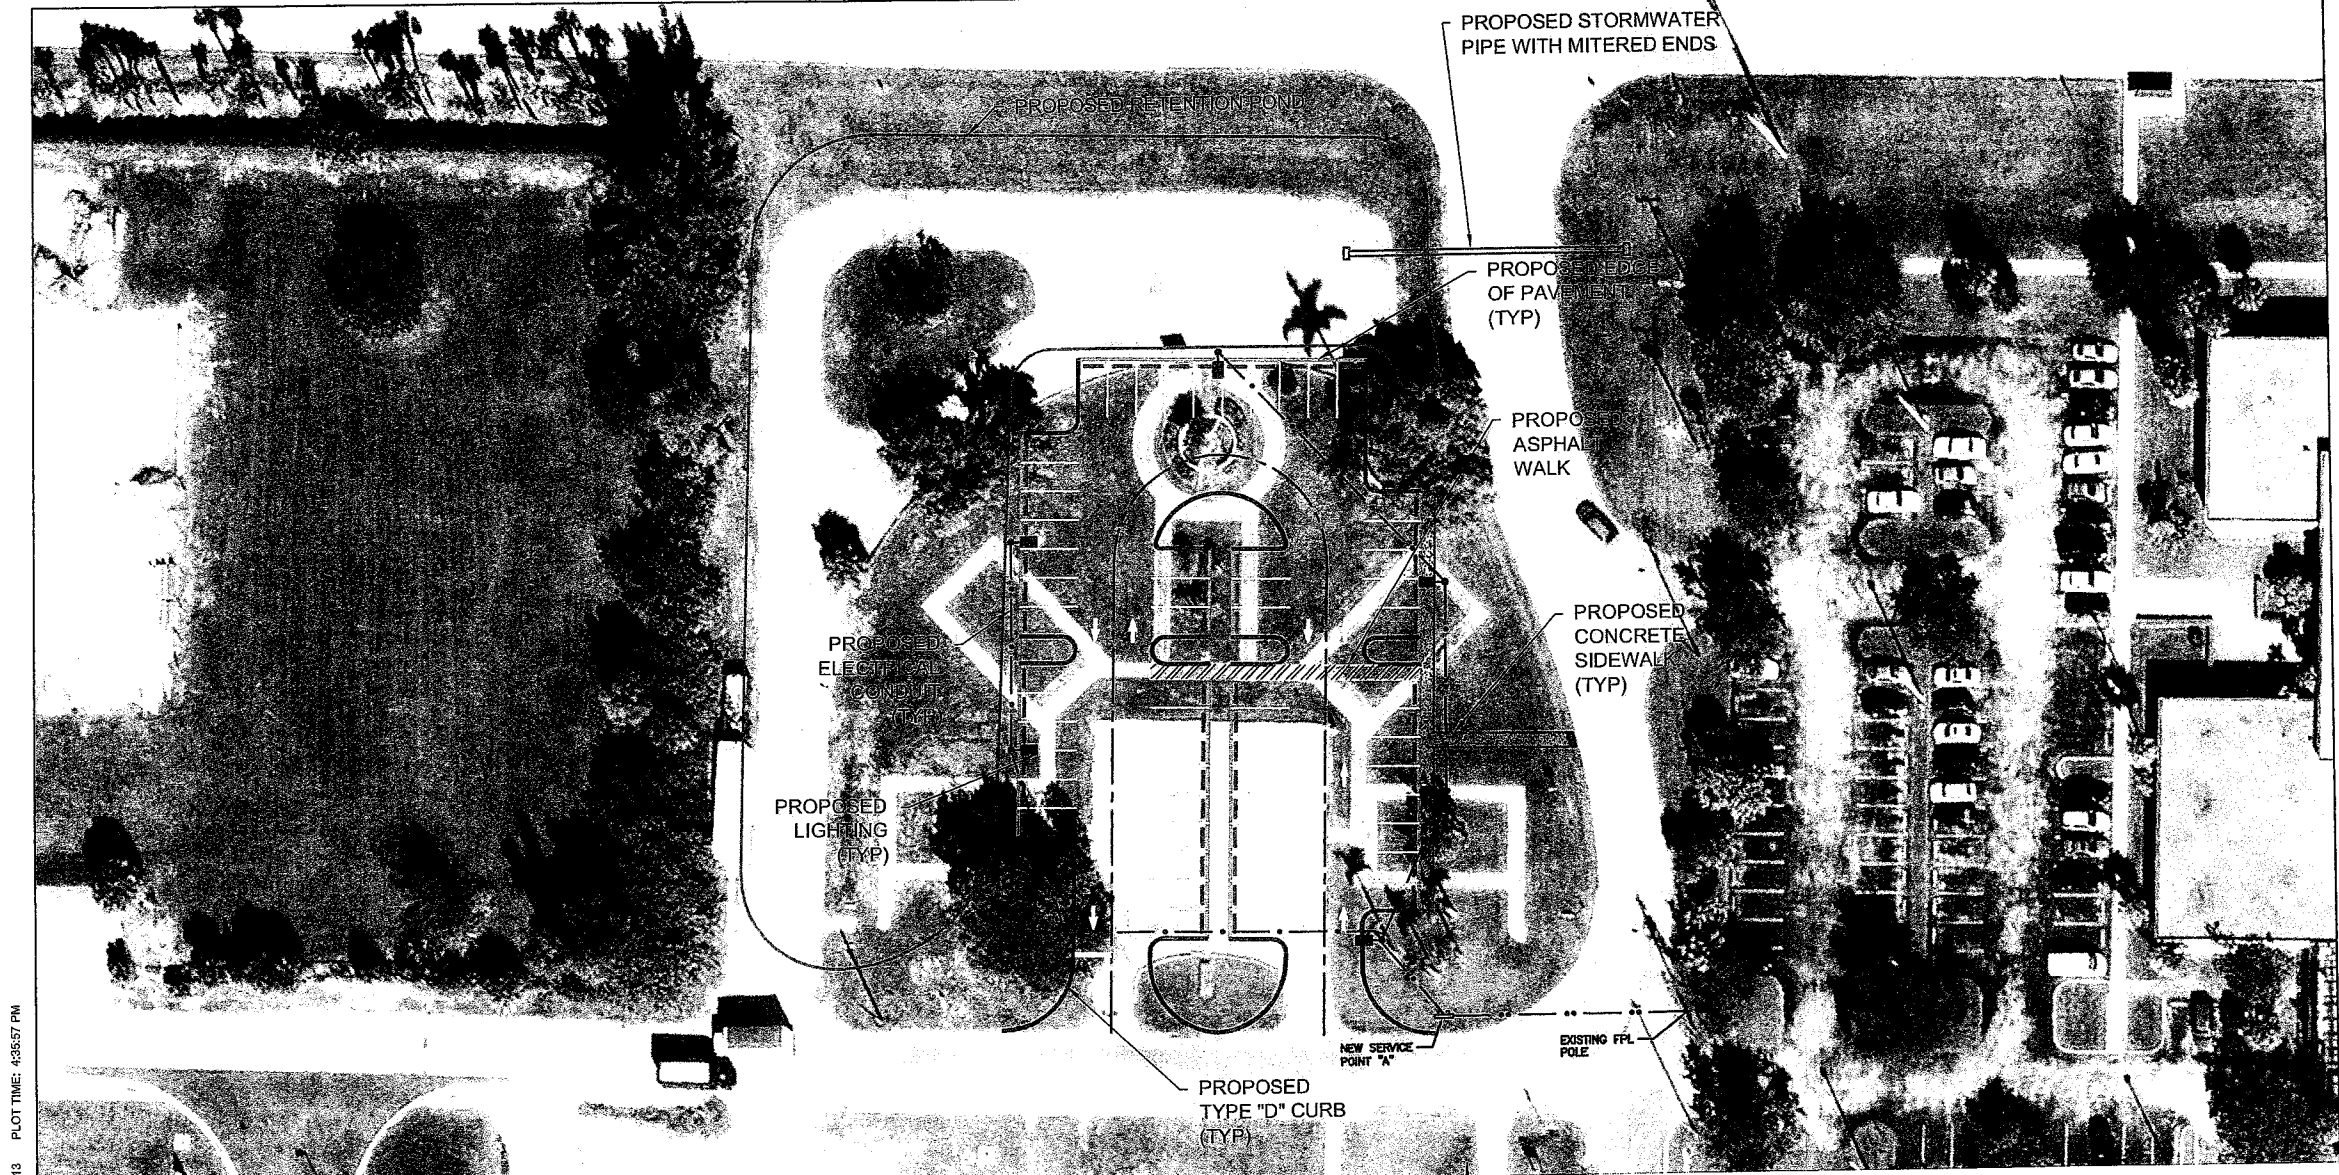 PROPOSED STORMWATER
PIPE WITH MITERED ENDS
PROPOSED RETENTION POND
PROPOSED EDGE
OF PAVEMENT
(TYP)
PROPOSED
ASPHALT
WALK
PROPOSED
CONCRETE
SIDEWALK
(TYP)
PROPOSED
ELECTRICAL
CONDUIT
(TYP)
PROPOSED
LIGHTING
(TYP)
NEW SERVICE
POINT "A"
EXISTING FPL
POLE
PROPOSED
TYPE "D" CURB
(TYP)
13 PLOT TIME: 4:35:57 PM